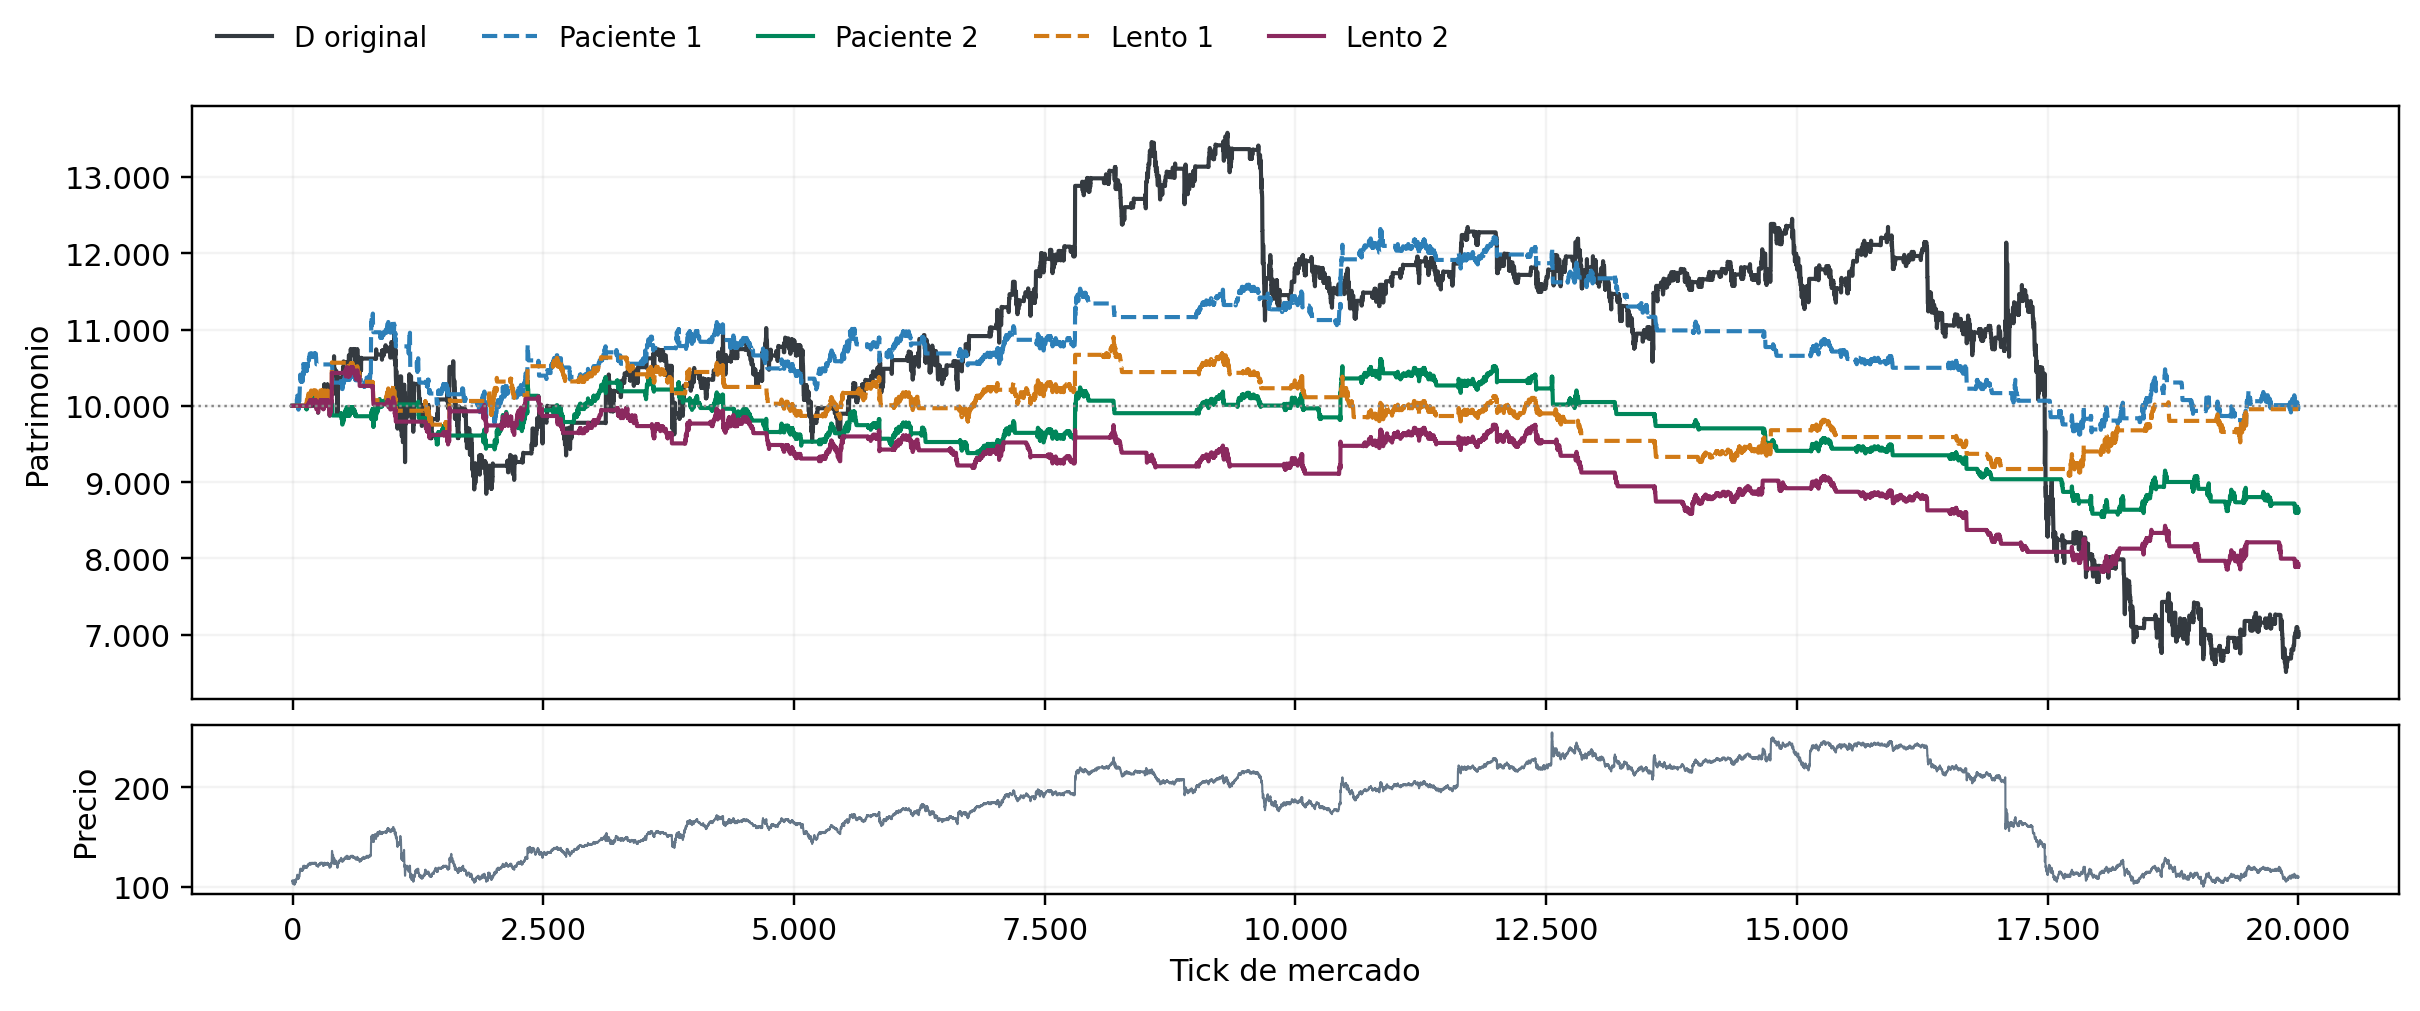 D original Paciente 1 Paciente 2 Lento 1 Lento 2
Patrimonio
13.000
12.000
11.000
10.000
9.000
8.000
7.000
Precio
200
100
0 2.500 5.000 7.500 10.000 12.500 15.000 17.500 20.000
Tick de mercado